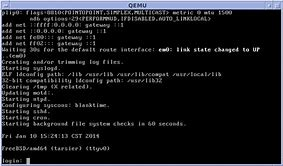 QEMU
plip0: flags=8810<POINTOPOINT,SIMPLEX,MULTICAST> metric 0 mtu 1500
nd6 options=29<PERFORMNUD,IFDISABLED,AUTO_LINKLOCAL>
add net ::ffff:0.0.0.0: gateway ::1
add net ::0.0.0.0: gateway ::1
add net fe80::: gateway ::1
add net ff02::: gateway ::1
Waiting 30s for the default route interface: em0: link state changed to UP
.(em0)
Creating and/or trimming log files.
Starting syslogd.
ELF ldconfig path: /lib /usr/lib /usr/lib/compat /usr/local/lib
32-bit compatibility ldconfig path: /usr/lib32
Clearing /tmp (X related).
Updating motd:.
Starting ntpd.
Configuring syscons: blanktime.
Starting sshd.
Starting cron.
Starting background file system checks in 60 seconds.
Fri Jan 10 15:24:13 CST 2014
FreeBSD/amd64 (tarsier) (ttyv0)
login: